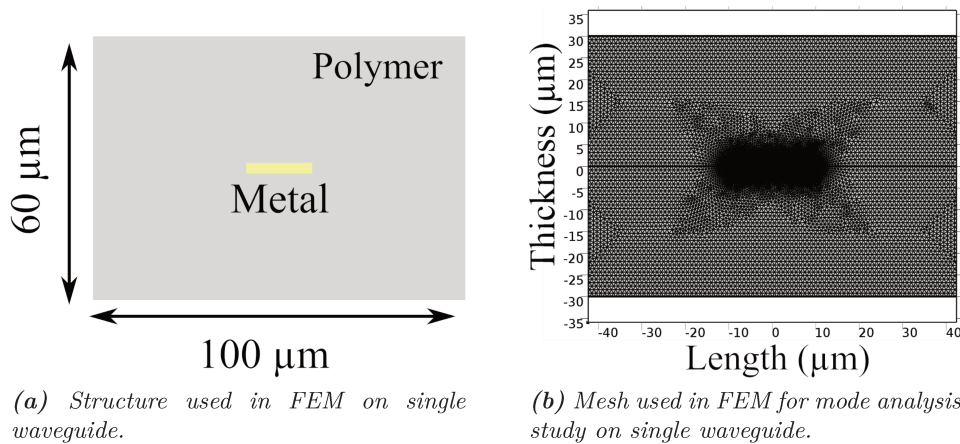 Polymer
Metal
60 µm
100 µm
(a) Structure used in FEM on single
waveguide.
Thickness (µm)
35
30
25
20
15
10
5
0
-5
-10
-15
-20
-25
-30
-35
-40 -30 -20 -10 0 10 20 30 40
Length (µm)
(b) Mesh used in FEM for mode analysis
study on single waveguide.